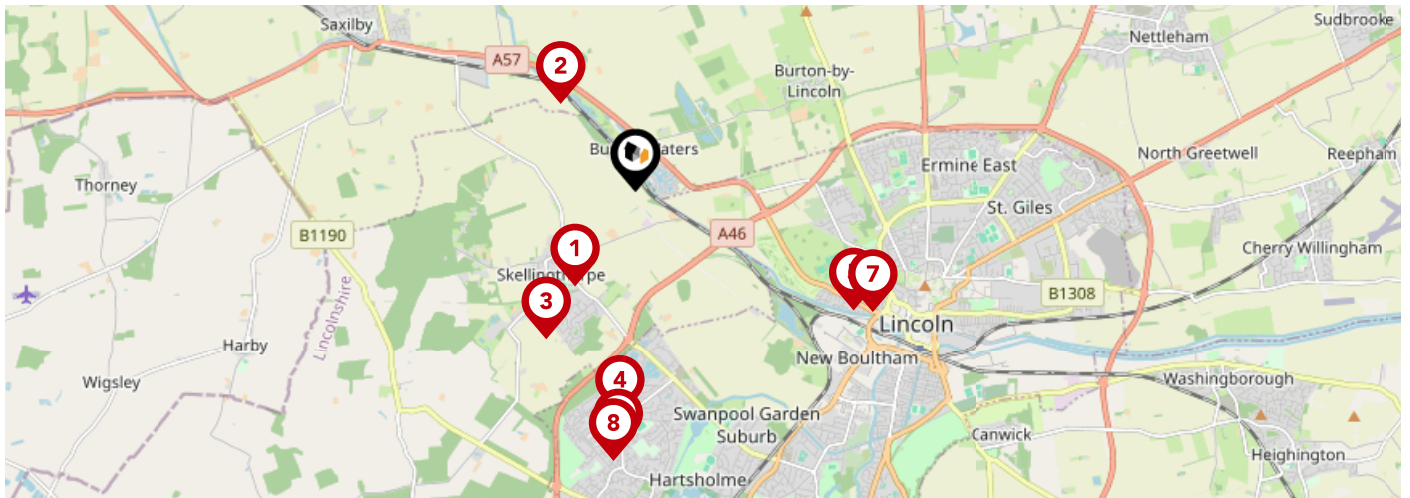 Saxilby
Sudbrooke
Nettleham
A57
2
Burton-by-
Lincoln
North Greetwell
Reepham
Ermine East
Thorney
St. Giles
B1190
A46
1
Cherry Willingham
Skellingthorpe
7
3
B1308
Lincolnshire
Lincoln
Harby
New Boultham
Wigsley
4
Washingborough
Swanpool Garden
Suburb
8
Canwick
Heighington
Hartsholme